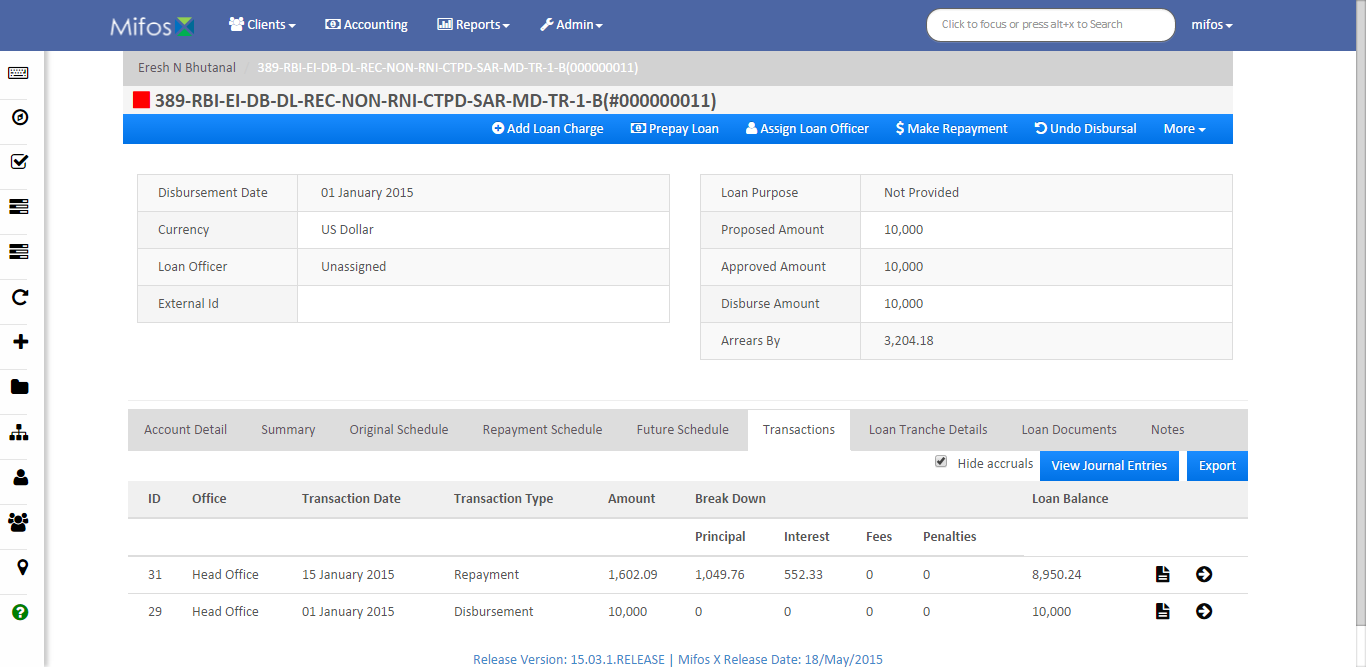 Mifos X Clients Accounting Reports Admin Click to focus or press alt+x to Search mifos
Eresh N Bhutanal / 389-RBI-EI-DB-DL-REC-NON-RNI-CTPD-SAR-MD-TR-1-B(000000011)
389-RBI-EI-DB-DL-REC-NON-RNI-CTPD-SAR-MD-TR-1-B(#000000011)
Add Loan Charge Prepay Loan Assign Loan Officer $ Make Repayment Undo Disbursal More
Disbursement Date 01 January 2015
Currency US Dollar
Loan Officer Unassigned
External Id
Loan Purpose Not Provided
Proposed Amount 10,000
Approved Amount 10,000
Disburse Amount 10,000
Arrears By 3,204.18
Account Detail Summary Original Schedule Repayment Schedule Future Schedule Transactions Loan Tranche Details Loan Documents Notes
Hide accruals View Journal Entries Export
ID Office Transaction Date Transaction Type Amount Break Down Loan Balance
Principal Interest Fees Penalties
31 Head Office 15 January 2015 Repayment 1,602.09 1,049.76 552.33 0 0 8,950.24
29 Head Office 01 January 2015 Disbursement 10,000 0 0 0 0 10,000
Release Version: 15.03.1.RELEASE | Mifos X Release Date: 18/May/2015